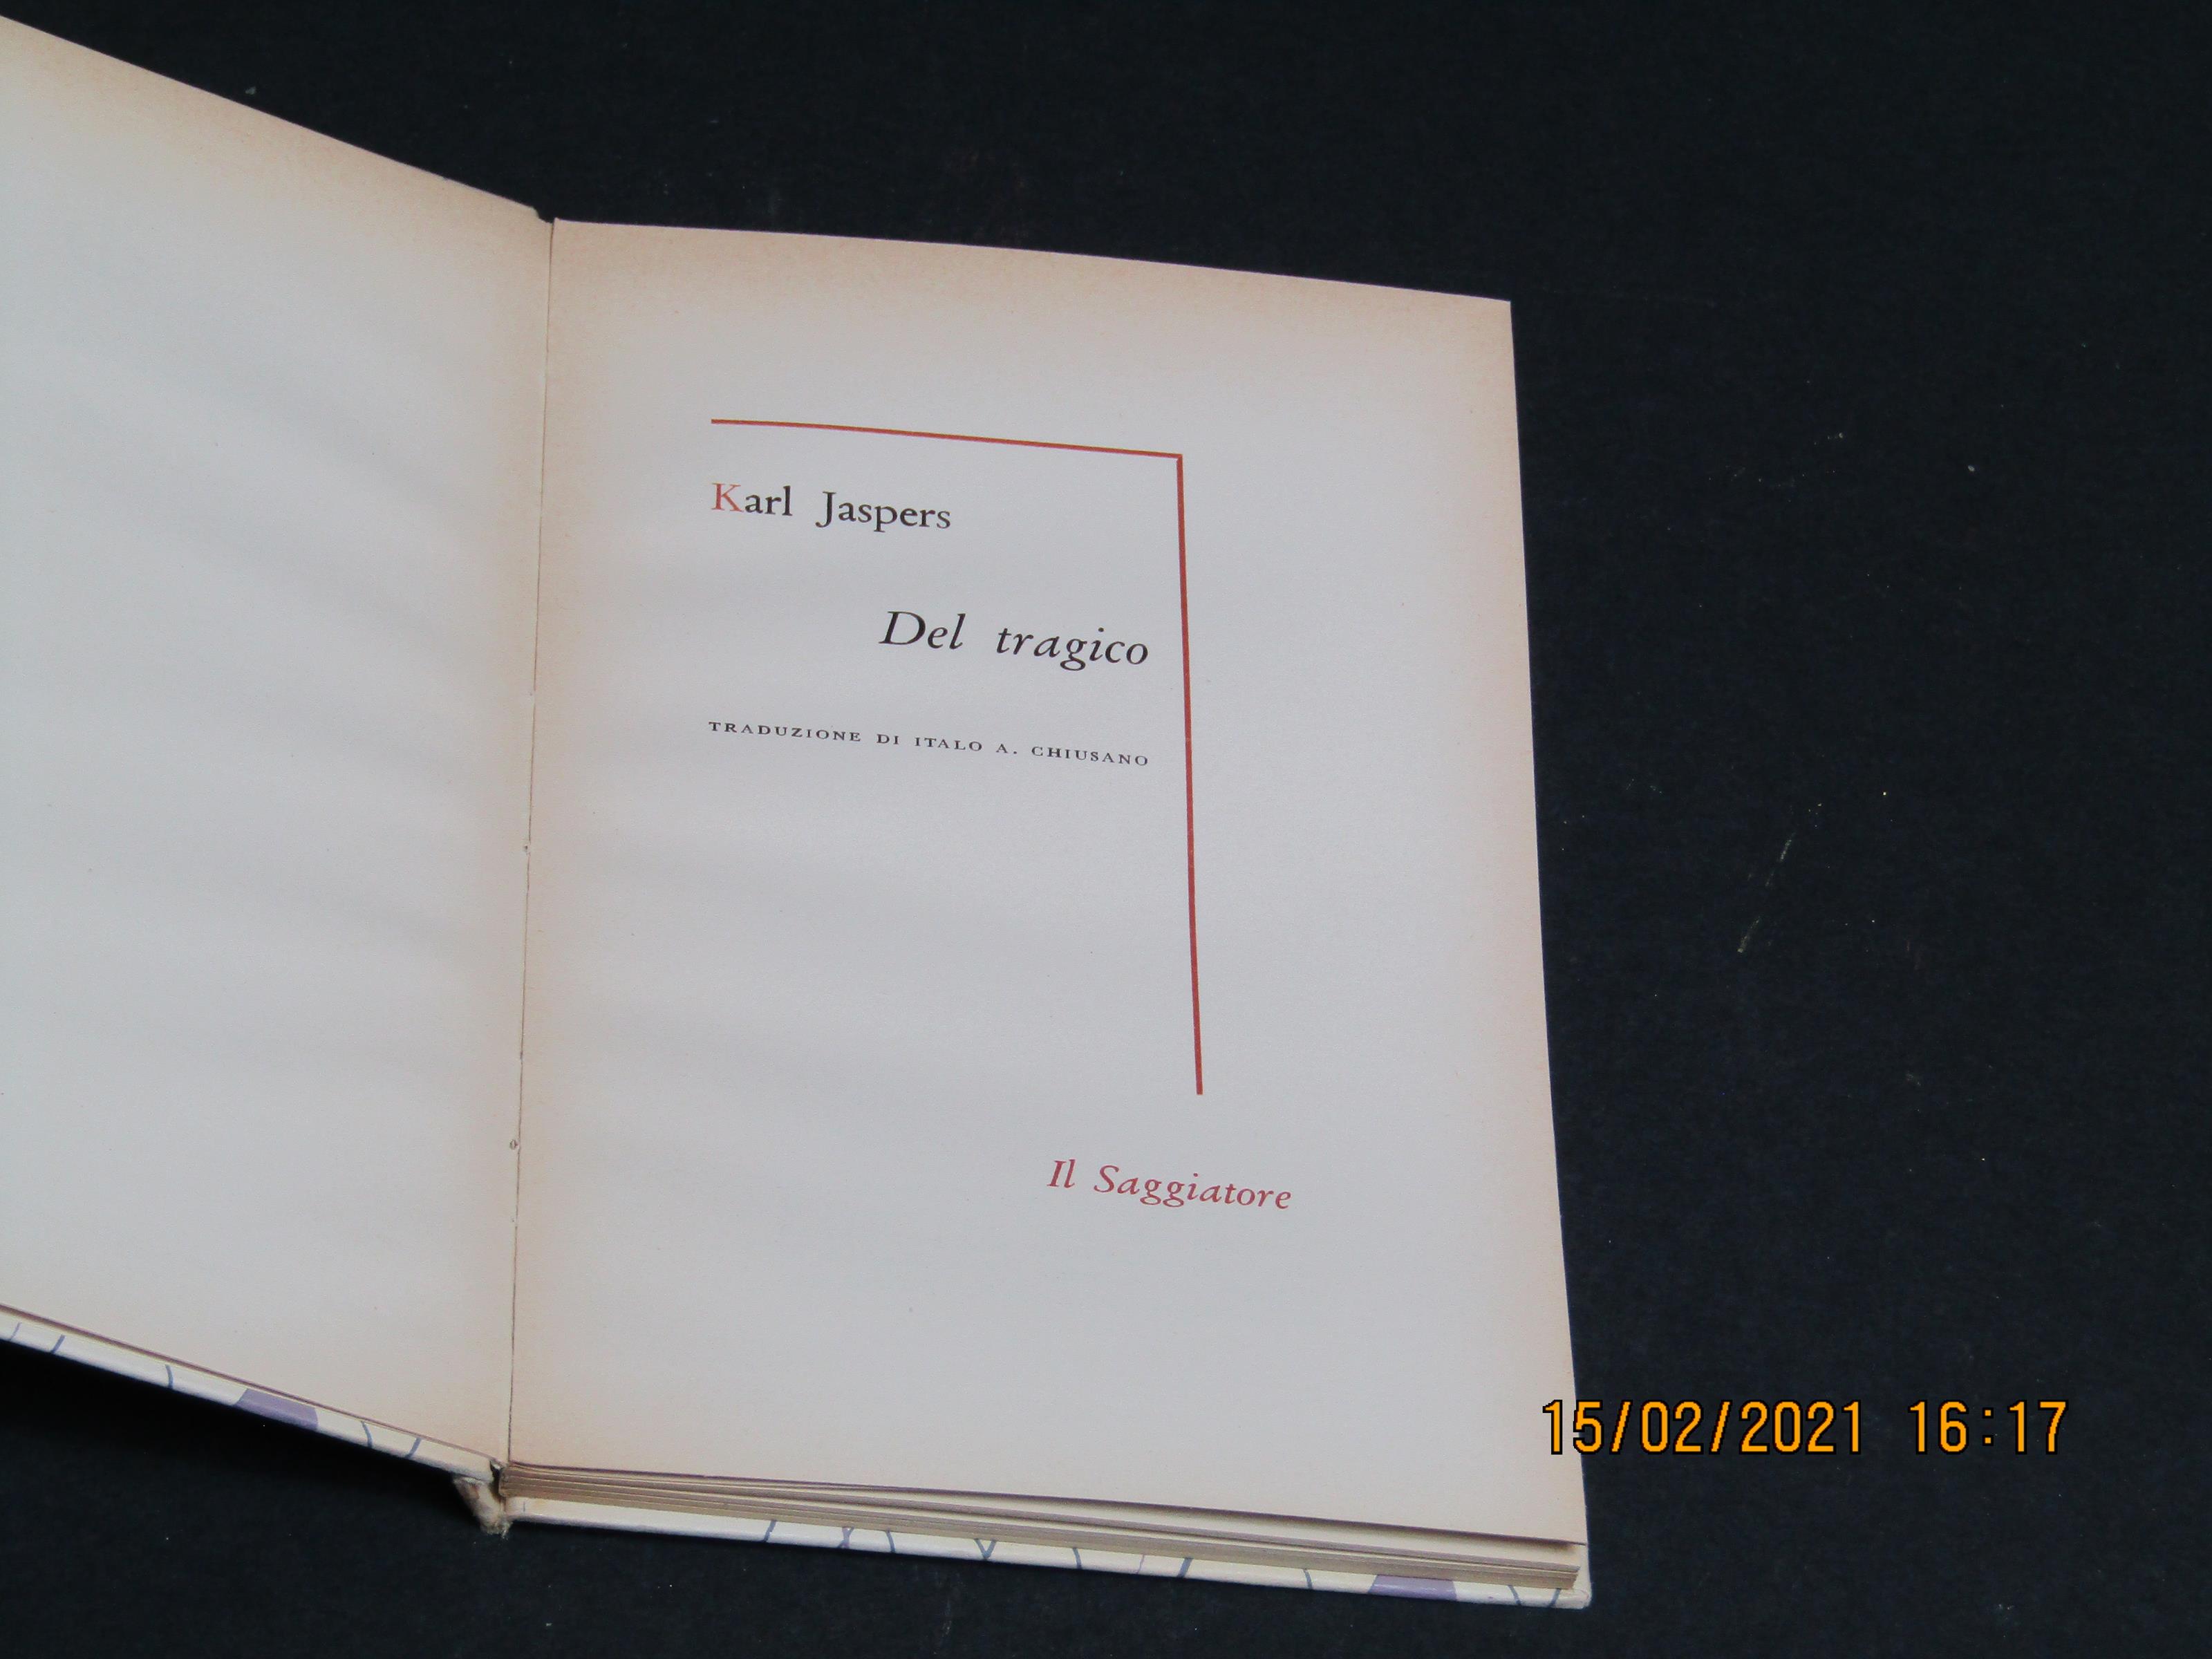 Karl Jaspers
Del tragico
TRADUZIONE DI ITALO A. CHIUSANO
Il Saggiatore
15/02/2021 16:17